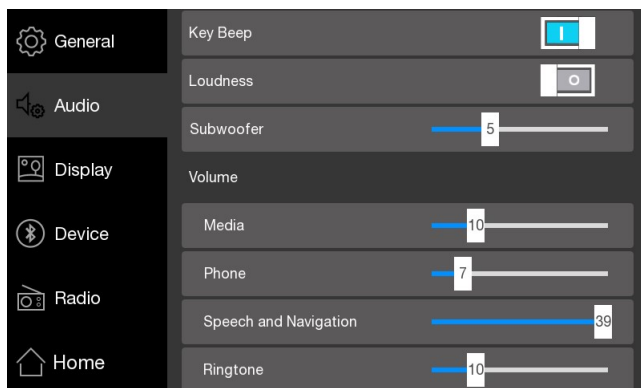 General
Audio
Display
Device
Radio
Home
Key Beep
Loudness
Subwoofer 5
Volume
Media 10
Phone 7
Speech and Navigation 39
Ringtone 10